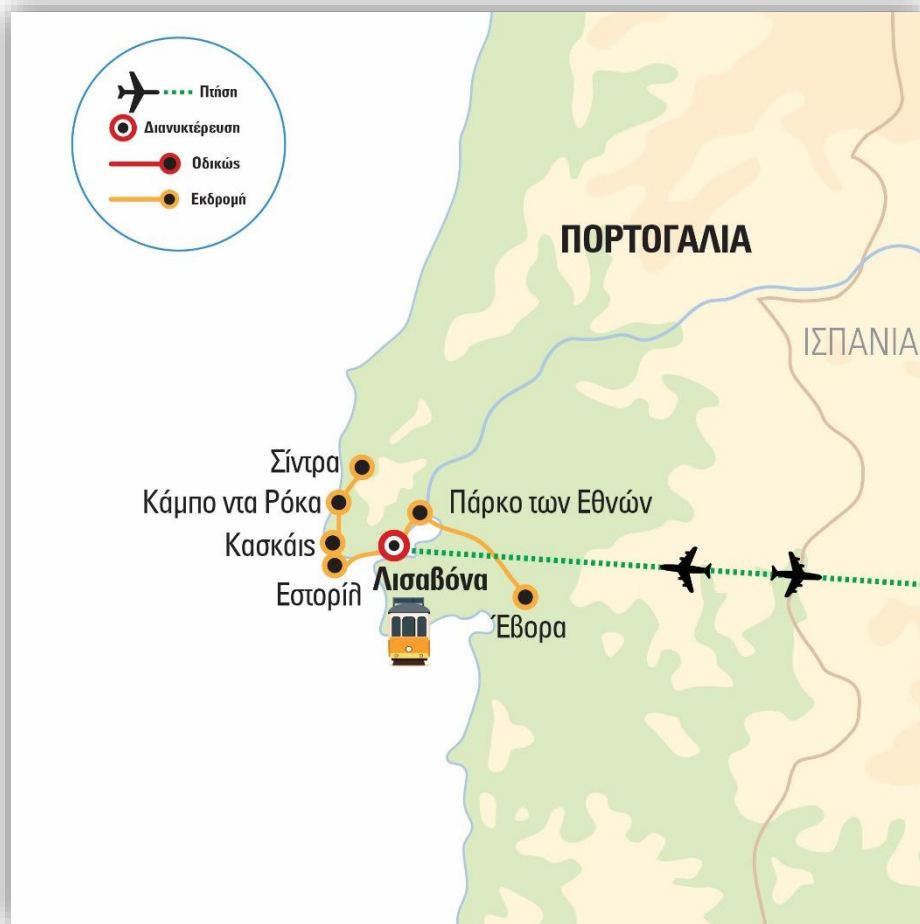 Πτήση
Διανυκτέρευση
Οδικώς
Εκδρομή
ΠΟΡΤΟΓΑΛΙΑ
ΙΣΠΑΝΙΑ
Σίντρα
Κάμπο ντα Ρόκα
Πάρκο των Εθνών
Κασκάις
Εστορίλ
Λισαβόνα
Έβορα